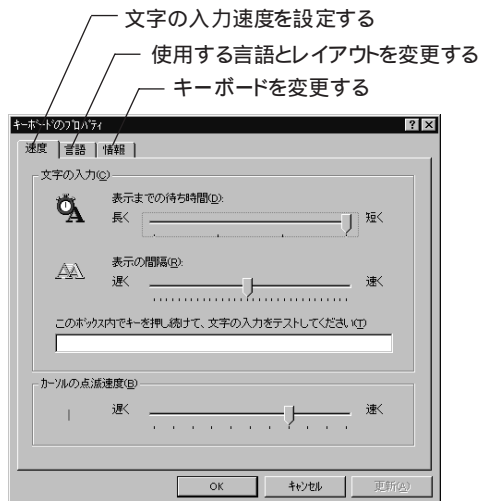 文字の入力速度を設定する
使用する言語とレイアウトを変更する
キーボードを変更する
キーボードのプロパティ
速度 言語 情報
文字の入力(C)
表示までの待ち時間(D):
長く 短く
表示の間隔(R):
遅く 速く
このボックス内でキーを押し続けて、文字の入力をテストしてください(T)
カーソルの点滅速度(B)
遅く 速く
OK キャンセル 更新(A)